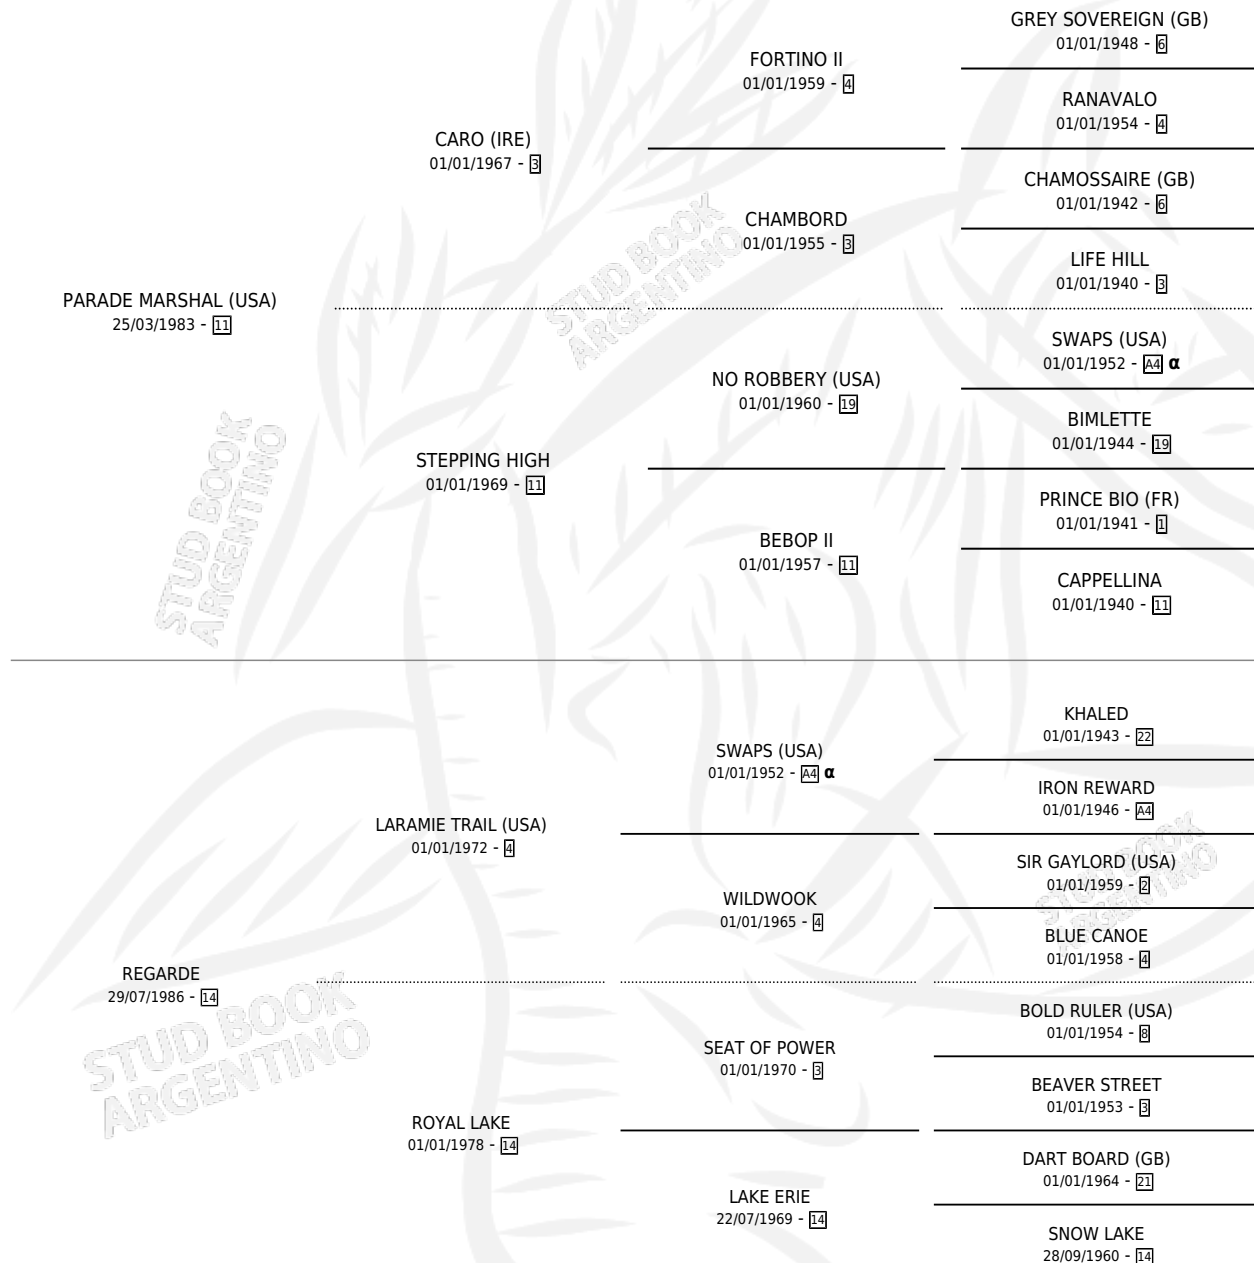 GREY SOVEREIGN (GB)
01/01/1948 - 6
FORTINO II
01/01/1959 - 4
RANAVALO
01/01/1954 - 4
CARO (IRE)
01/01/1967 - 3
CHAMOSSAIRE (GB)
01/01/1942 - 6
CHAMBORD
01/01/1955 - 3
LIFE HILL
01/01/1940 - 3
PARADE MARSHAL (USA)
25/03/1983 - 11
SWAPS (USA)
01/01/1952 - A4 α
NO ROBBERY (USA)
01/01/1960 - 19
BIMLETTE
01/01/1944 - 19
STEPPING HIGH
01/01/1969 - 11
PRINCE BIO (FR)
01/01/1941 - 1
BEBOP II
01/01/1957 - 11
CAPPELLINA
01/01/1940 - 11
KHALED
01/01/1943 - 22
SWAPS (USA)
01/01/1952 - A4 α
IRON REWARD
01/01/1946 - A4
LARAMIE TRAIL (USA)
01/01/1972 - 4
SIR GAYLORD (USA)
01/01/1959 - 2
WILDWOOK
01/01/1965 - 4
BLUE CANOE
01/01/1958 - 4
REGARDE
29/07/1986 - 14
BOLD RULER (USA)
01/01/1954 - 8
SEAT OF POWER
01/01/1970 - 3
BEAVER STREET
01/01/1953 - 3
ROYAL LAKE
01/01/1978 - 14
DART BOARD (GB)
01/01/1964 - 21
LAKE ERIE
22/07/1969 - 14
SNOW LAKE
28/09/1960 - 14
STUD BOOK
ARGENTINO
STUD BOOK
ARGENTINO
STUD BOOK
ARGENTINO
STUD BOOK
ARGENTINO